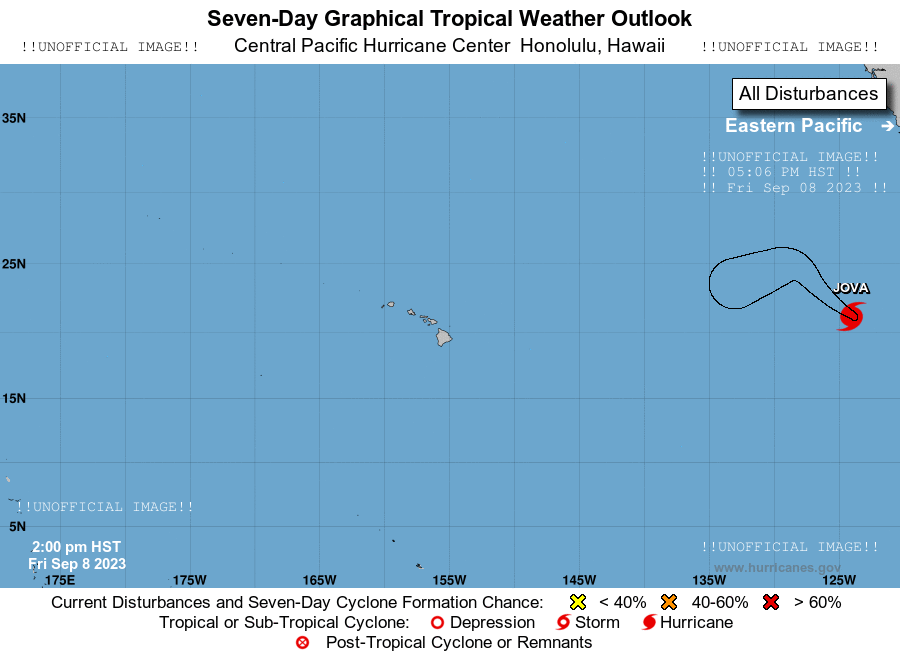 Seven-Day Graphical Tropical Weather Outlook
!!UNOFFICIAL IMAGE!! Central Pacific Hurricane Center Honolulu, Hawaii !!UNOFFICIAL IMAGE!!
All Disturbances
35N
Eastern Pacific →
!!UNOFFICIAL IMAGE!!
!! 05:06 PM HST !!
!! Fri Sep 08 2023 !!
25N
JOVA
15N
!!UNOFFICIAL IMAGE!!
5N
2:00 pm HST
Fri Sep 8 2023
!!UNOFFICIAL IMAGE!!
www.hurricanes.gov
175E 175W 165W 155W 145W 135W 125W
Current Disturbances and Seven-Day Cyclone Formation Chance: < 40% 40-60% > 60%
Tropical or Sub-Tropical Cyclone: Depression Storm Hurricane
Post-Tropical Cyclone or Remnants